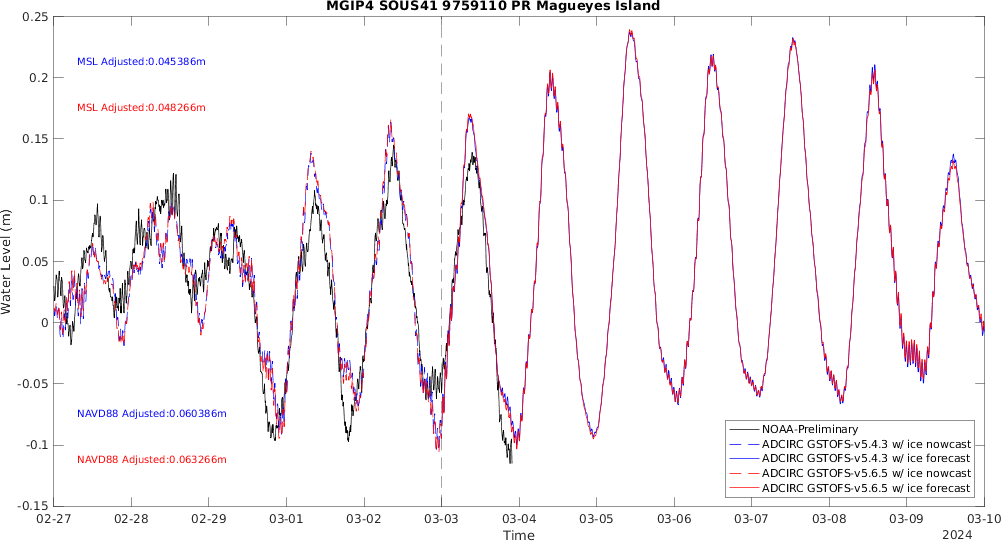 MGIP4 SOUS41 9759110 PR Magueyes Island
0.25
0.2
0.15
0.1
0.05
0
-0.05
-0.1
-0.15
Water Level (m)
MSL Adjusted:0.045386m
MSL Adjusted:0.048266m
NAVD88 Adjusted:0.060386m
NAVD88 Adjusted:0.063266m
NOAA-Preliminary
ADCIRC GSTOFS-v5.4.3 w/ ice nowcast
ADCIRC GSTOFS-v5.4.3 w/ ice forecast
ADCIRC GSTOFS-v5.6.5 w/ ice nowcast
ADCIRC GSTOFS-v5.6.5 w/ ice forecast
02-27 02-28 02-29 03-01 03-02 03-03 03-04 03-05 03-06 03-07 03-08 03-09 03-10
Time
2024